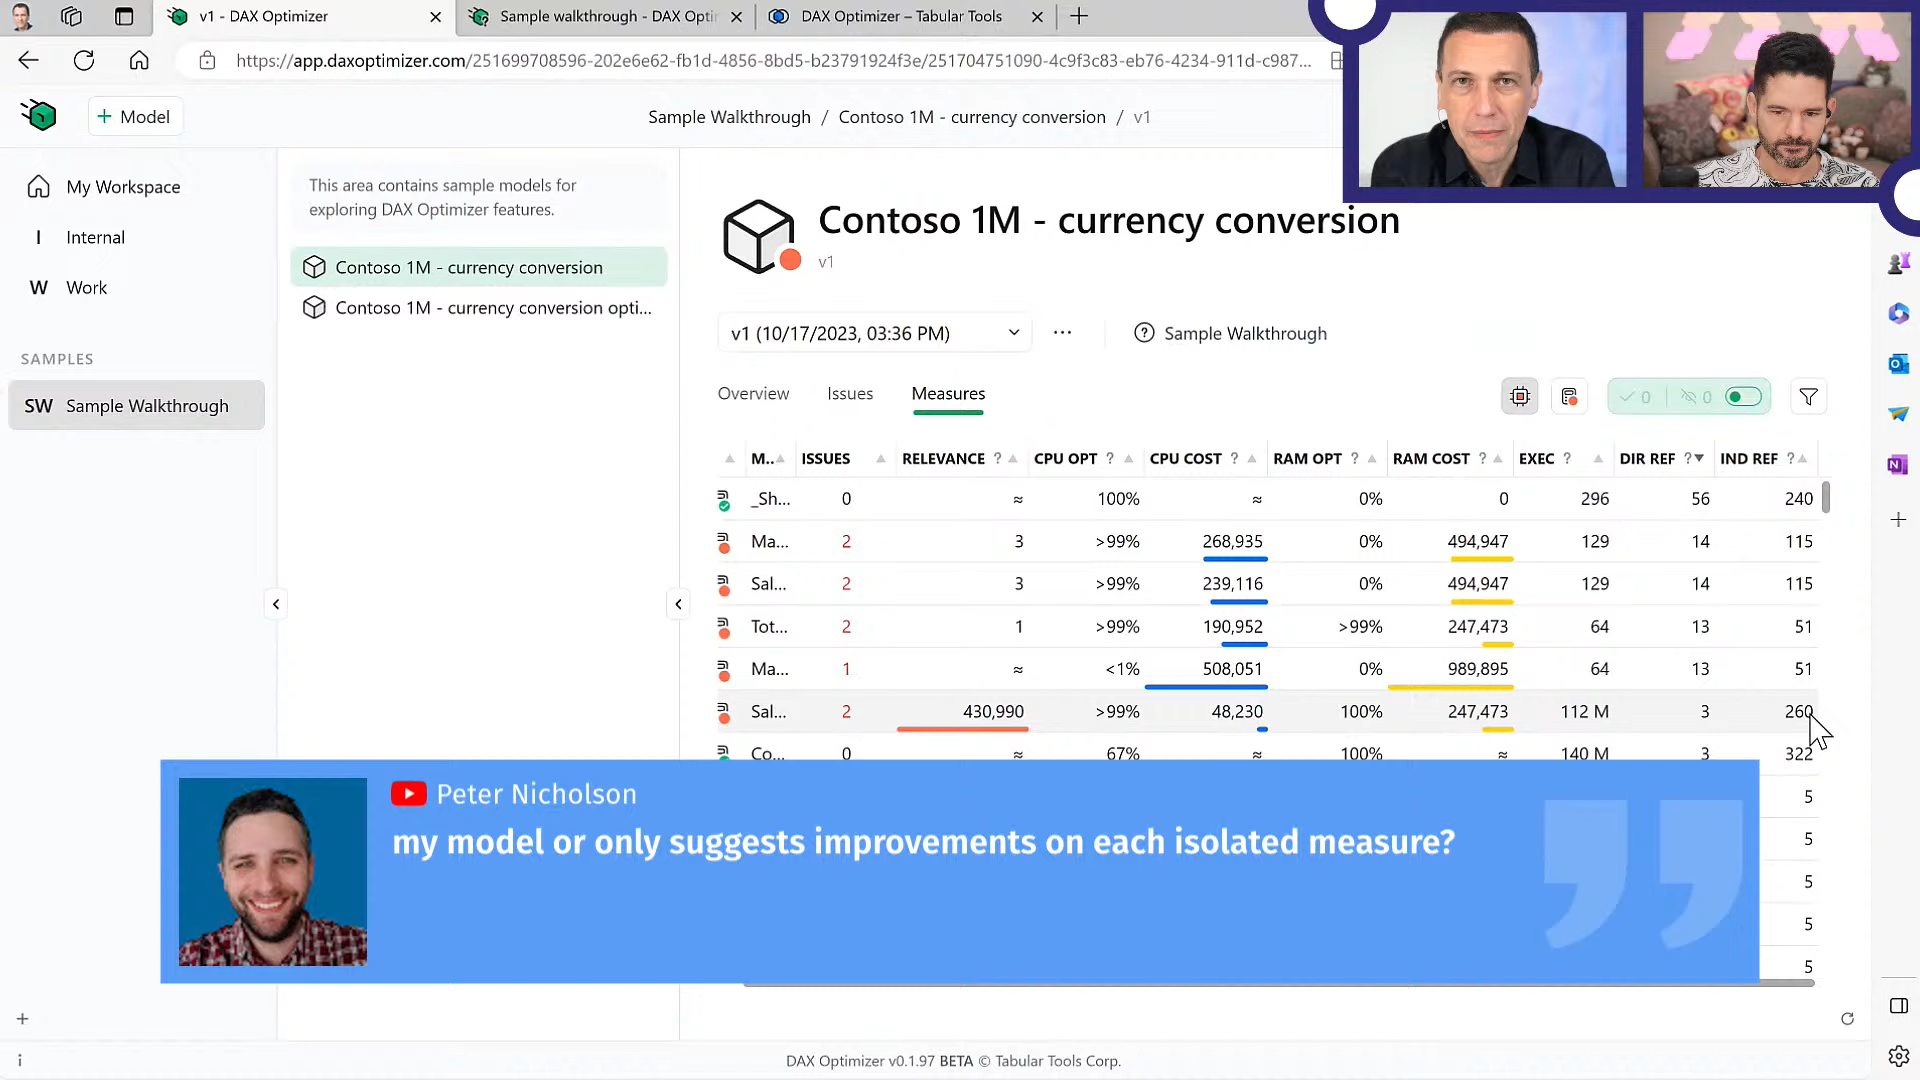 v1 - DAX Optimizer
Sample walkthrough - DAX Opti
DAX Optimizer – Tabular Tools
https://app.daxoptimizer.com/251699708596-202e6e62-fb1d-4856-8bd5-b23791924f3e/251704751090-4c9f3c83-eb76-4234-911d-c987...
+ Model
Sample Walkthrough / Contoso 1M - currency conversion / v1
My Workspace
I Internal
W Work
SAMPLES
SW Sample Walkthrough
This area contains sample models for
exploring DAX Optimizer features.
Contoso 1M - currency conversion
Contoso 1M - currency conversion opti...
Contoso 1M - currency conversion
v1
v1 (10/17/2023, 03:36 PM)
Sample Walkthrough
Overview Issues Measures
0 0
M.. ISSUES RELEVANCE ? CPU OPT ? CPU COST ? RAM OPT ? RAM COST ? EXEC ? DIR REF ? IND REF ?
_Sh... 0 ≈ 100% ≈ 0% 0 296 56 240
Ma... 2 3 >99% 268,935 0% 494,947 129 14 115
Sal... 2 3 >99% 239,116 0% 494,947 129 14 115
Tot... 2 1 >99% 190,952 >99% 247,473 64 13 51
Ma... 1 ≈ <1% 508,051 0% 989,895 64 13 51
Sal... 2 430,990 >99% 48,230 100% 247,473 112 M 3 260
Co... 0 ≈ 67% ≈ 100% ≈ 140 M 3 322
5
5
5
5
5
Peter Nicholson
my model or only suggests improvements on each isolated measure?
DAX Optimizer v0.1.97 BETA © Tabular Tools Corp.